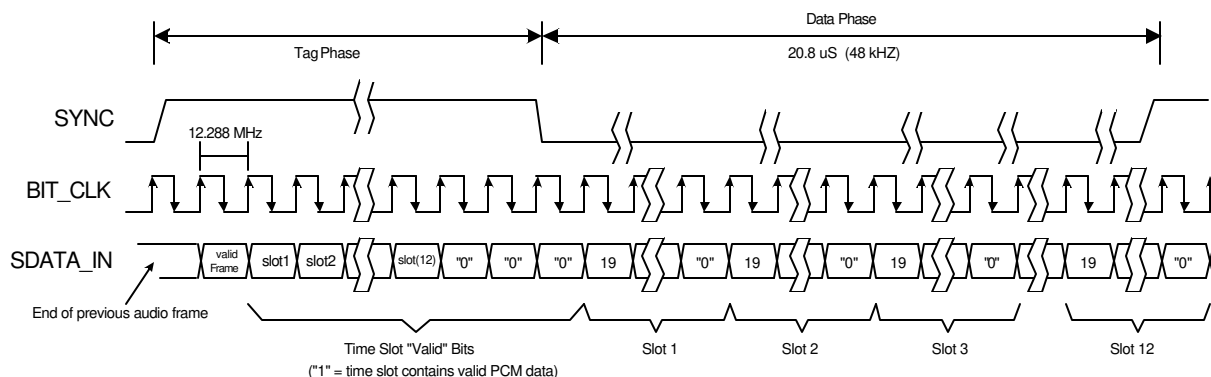 Data Phase
Tag Phase
20.8 uS (48 kHZ)
SYNC
12.288 MHz
BIT_CLK
SDATA_IN
valid
Frame
slot1
slot2
slot(12)
"0"
"0"
"0"
19
"0"
19
"0"
19
"0"
19
"0"
End of previous audio frame
Time Slot "Valid" Bits
("1" = time slot contains valid PCM data)
Slot 1
Slot 2
Slot 3
Slot 12